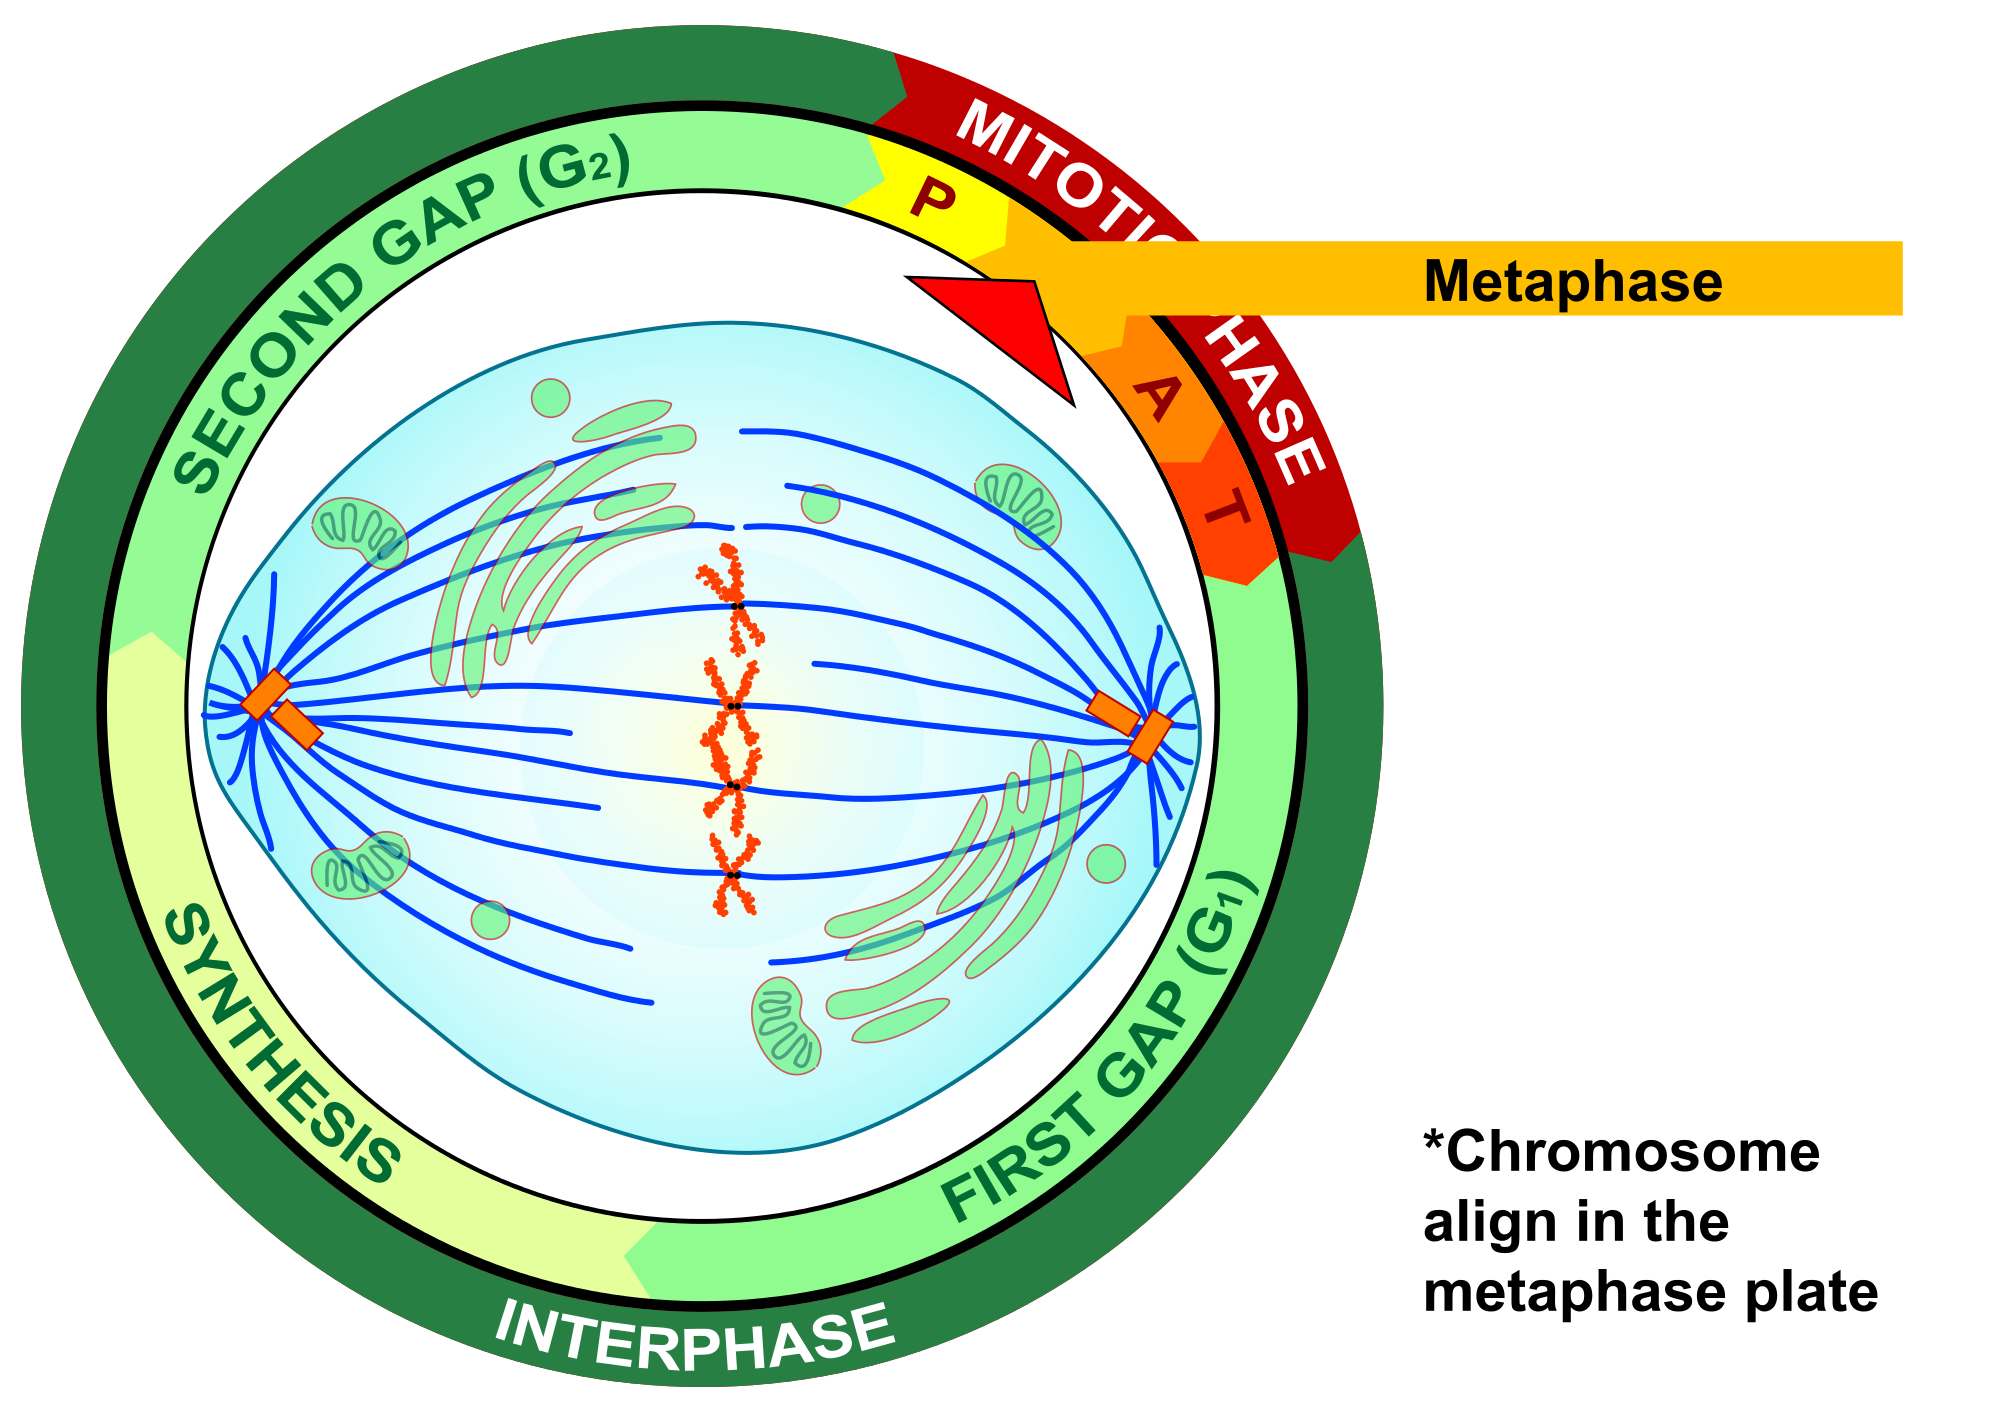 MITOTIC PHASE
SECOND GAP (G₂)
P
Metaphase
A
T
SYNTHESIS
FIRST GAP (G₁)
INTERPHASE
*Chromosome
align in the
metaphase plate